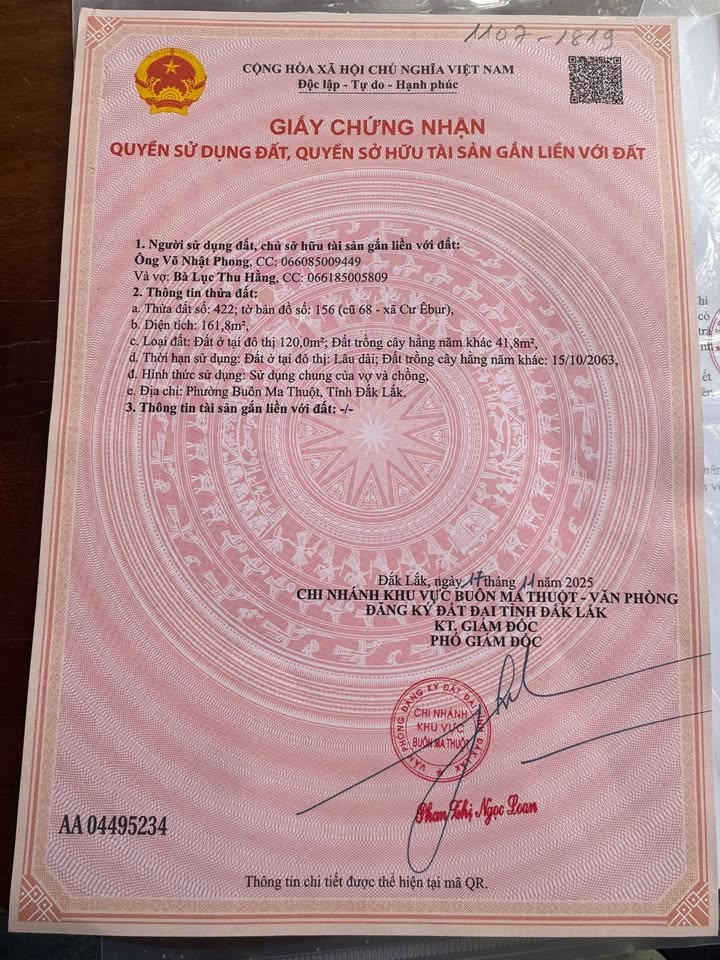 1107-1819
CỘNG HÒA XÃ HỘI CHỦ NGHĨA VIỆT NAM
Độc lập - Tự do - Hạnh phúc
GIẤY CHỨNG NHẬN
QUYỀN SỬ DỤNG ĐẤT, QUYỀN SỞ HỮU TÀI SẢN GẮN LIỀN VỚI ĐẤT
1. Người sử dụng đất, chủ sở hữu tài sản gắn liền với đất:
Ông Võ Nhật Phong, CC: 066085009449
Và vợ: Bà Lục Thu Hằng, CC: 066185005809
2. Thông tin thửa đất:
a. Thửa đất số: 422; tờ bản đồ số: 156 (cũ 68 - xã Cư Êbur),
b. Diện tích: 161,8m²,
c. Loại đất: Đất ở tại đô thị 120,0m²; Đất trồng cây hằng năm khác 41,8m²,
d. Thời hạn sử dụng: Đất ở tại đô thị: Lâu dài; Đất trồng cây hằng năm khác: 15/10/2063,
đ. Hình thức sử dụng: Sử dụng chung của vợ và chồng,
e. Địa chỉ: Phường Buôn Ma Thuột, Tỉnh Đắk Lắk.
3. Thông tin tài sản gắn liền với đất: -/-
Đắk Lắk, ngày 17 tháng 11 năm 2025
CHI NHÁNH KHU VỰC BUÔN MA THUỘT - VĂN PHÒNG
ĐĂNG KÝ ĐẤT ĐAI TỈNH ĐẮK LẮK
KT. GIÁM ĐỐC
PHÓ GIÁM ĐỐC
VĂN PHÒNG ĐĂNG KÝ ĐẤT ĐAI TỈNH ĐẮK LẮK
CHI NHÁNH
KHU VỰC
BUÔN MA THUỘT
Phan Thị Ngọc Loan
AA 04495234
Thông tin chi tiết được thể hiện tại mã QR.